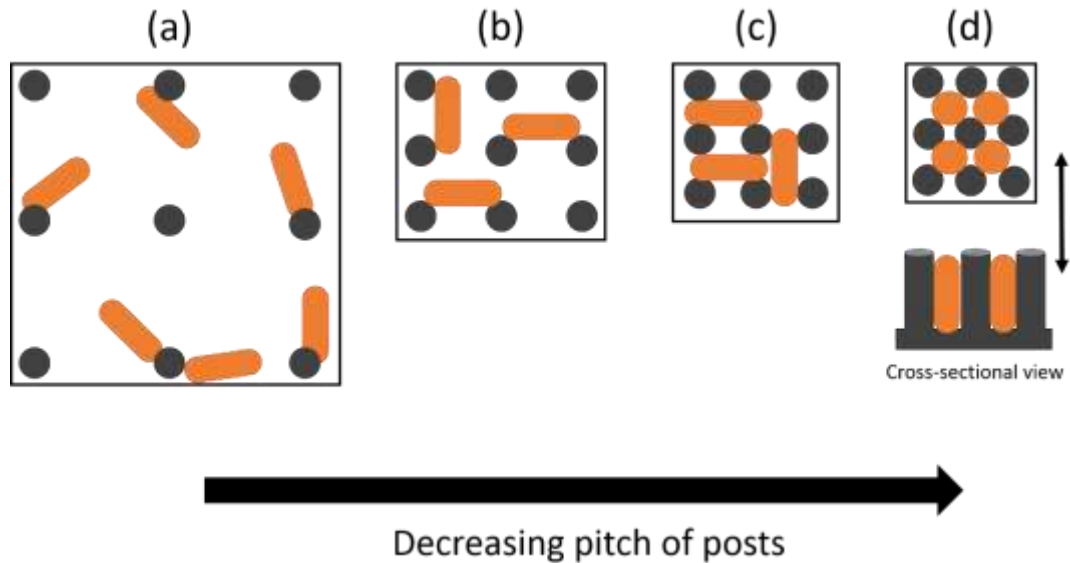 (a)
(b)
(c)
(d)
Cross-sectional view
Decreasing pitch of posts